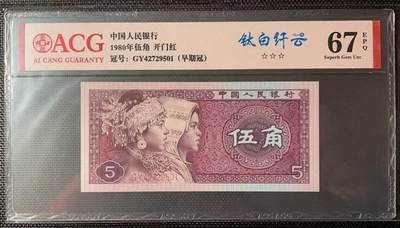 ACG
AI CANG GUARANTY
中国人民银行
1980年伍角 开门红
冠号: GY42729501 (早期冠)
钛白纤云
☆☆☆
67 EPQ
Superb Gem Unc
中国人民银行
伍角
5
5